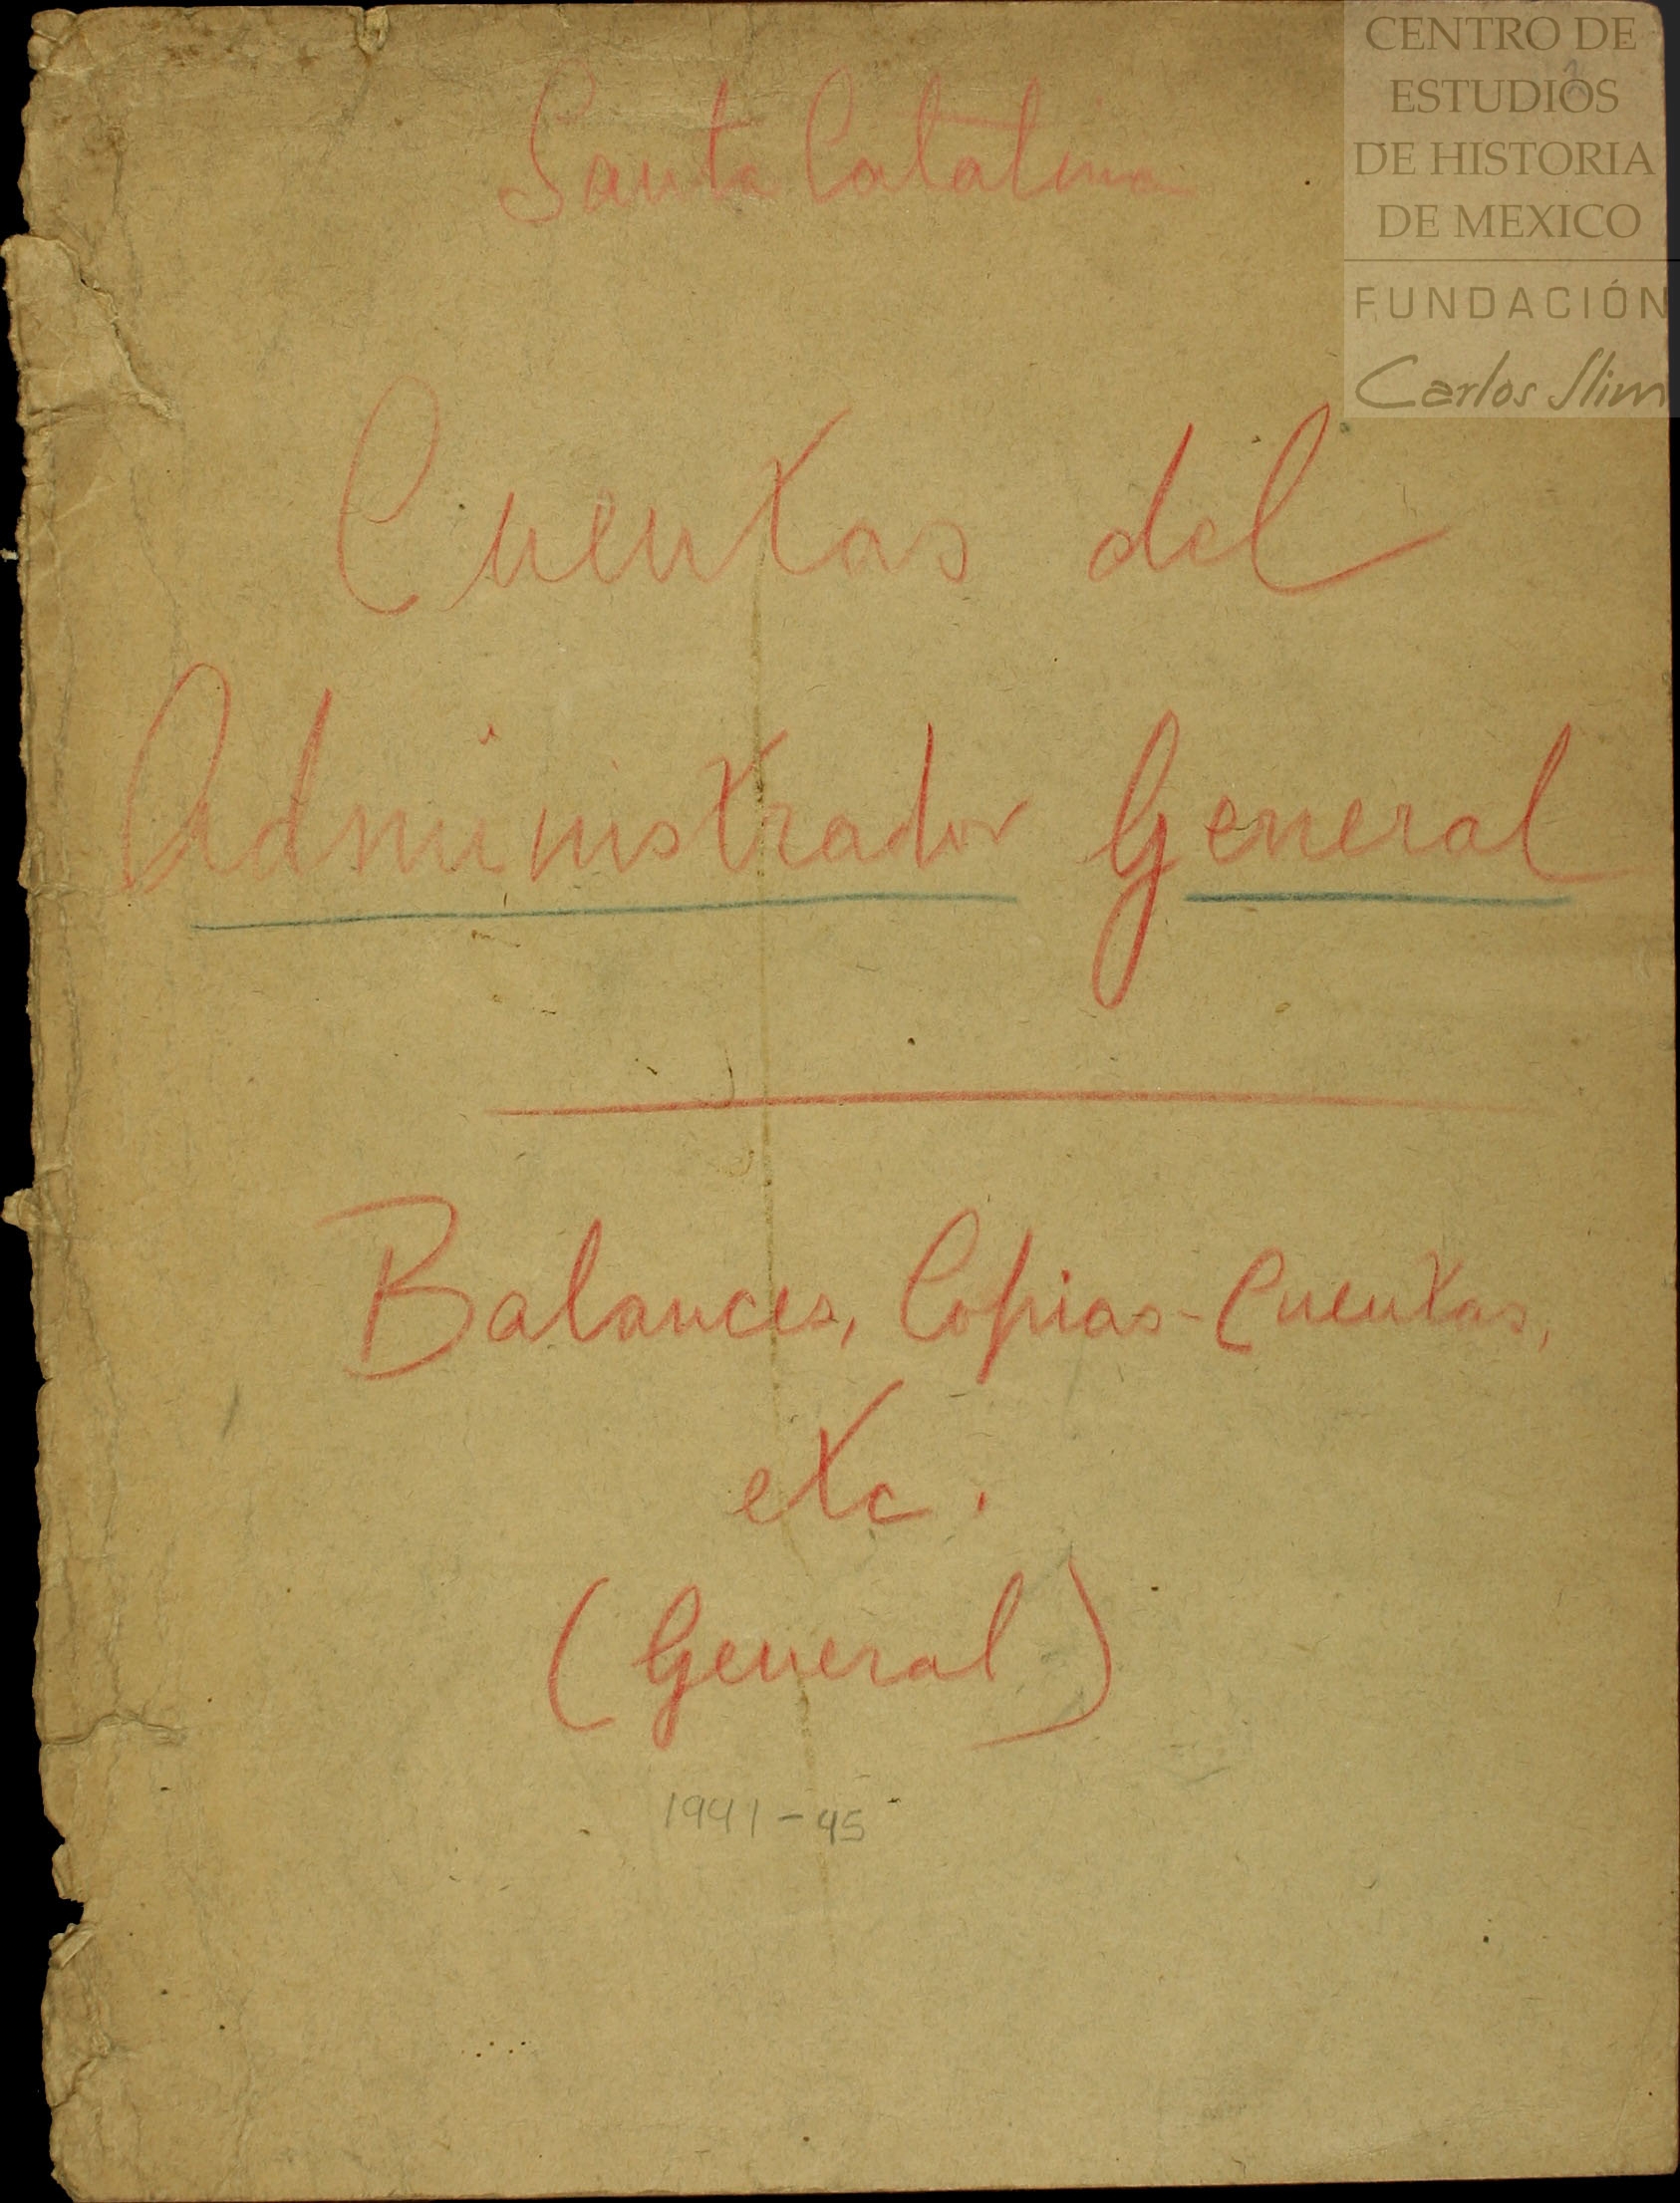 Santa Catalina
CENTRO DE
ESTUDIOS
DE HISTORIA
DE MEXICO
FUNDACIÓN
Carlos Slim
Cuentas del
Administrador General
Balances, Copias-Cuentas,
etc.
(General)
1941-45